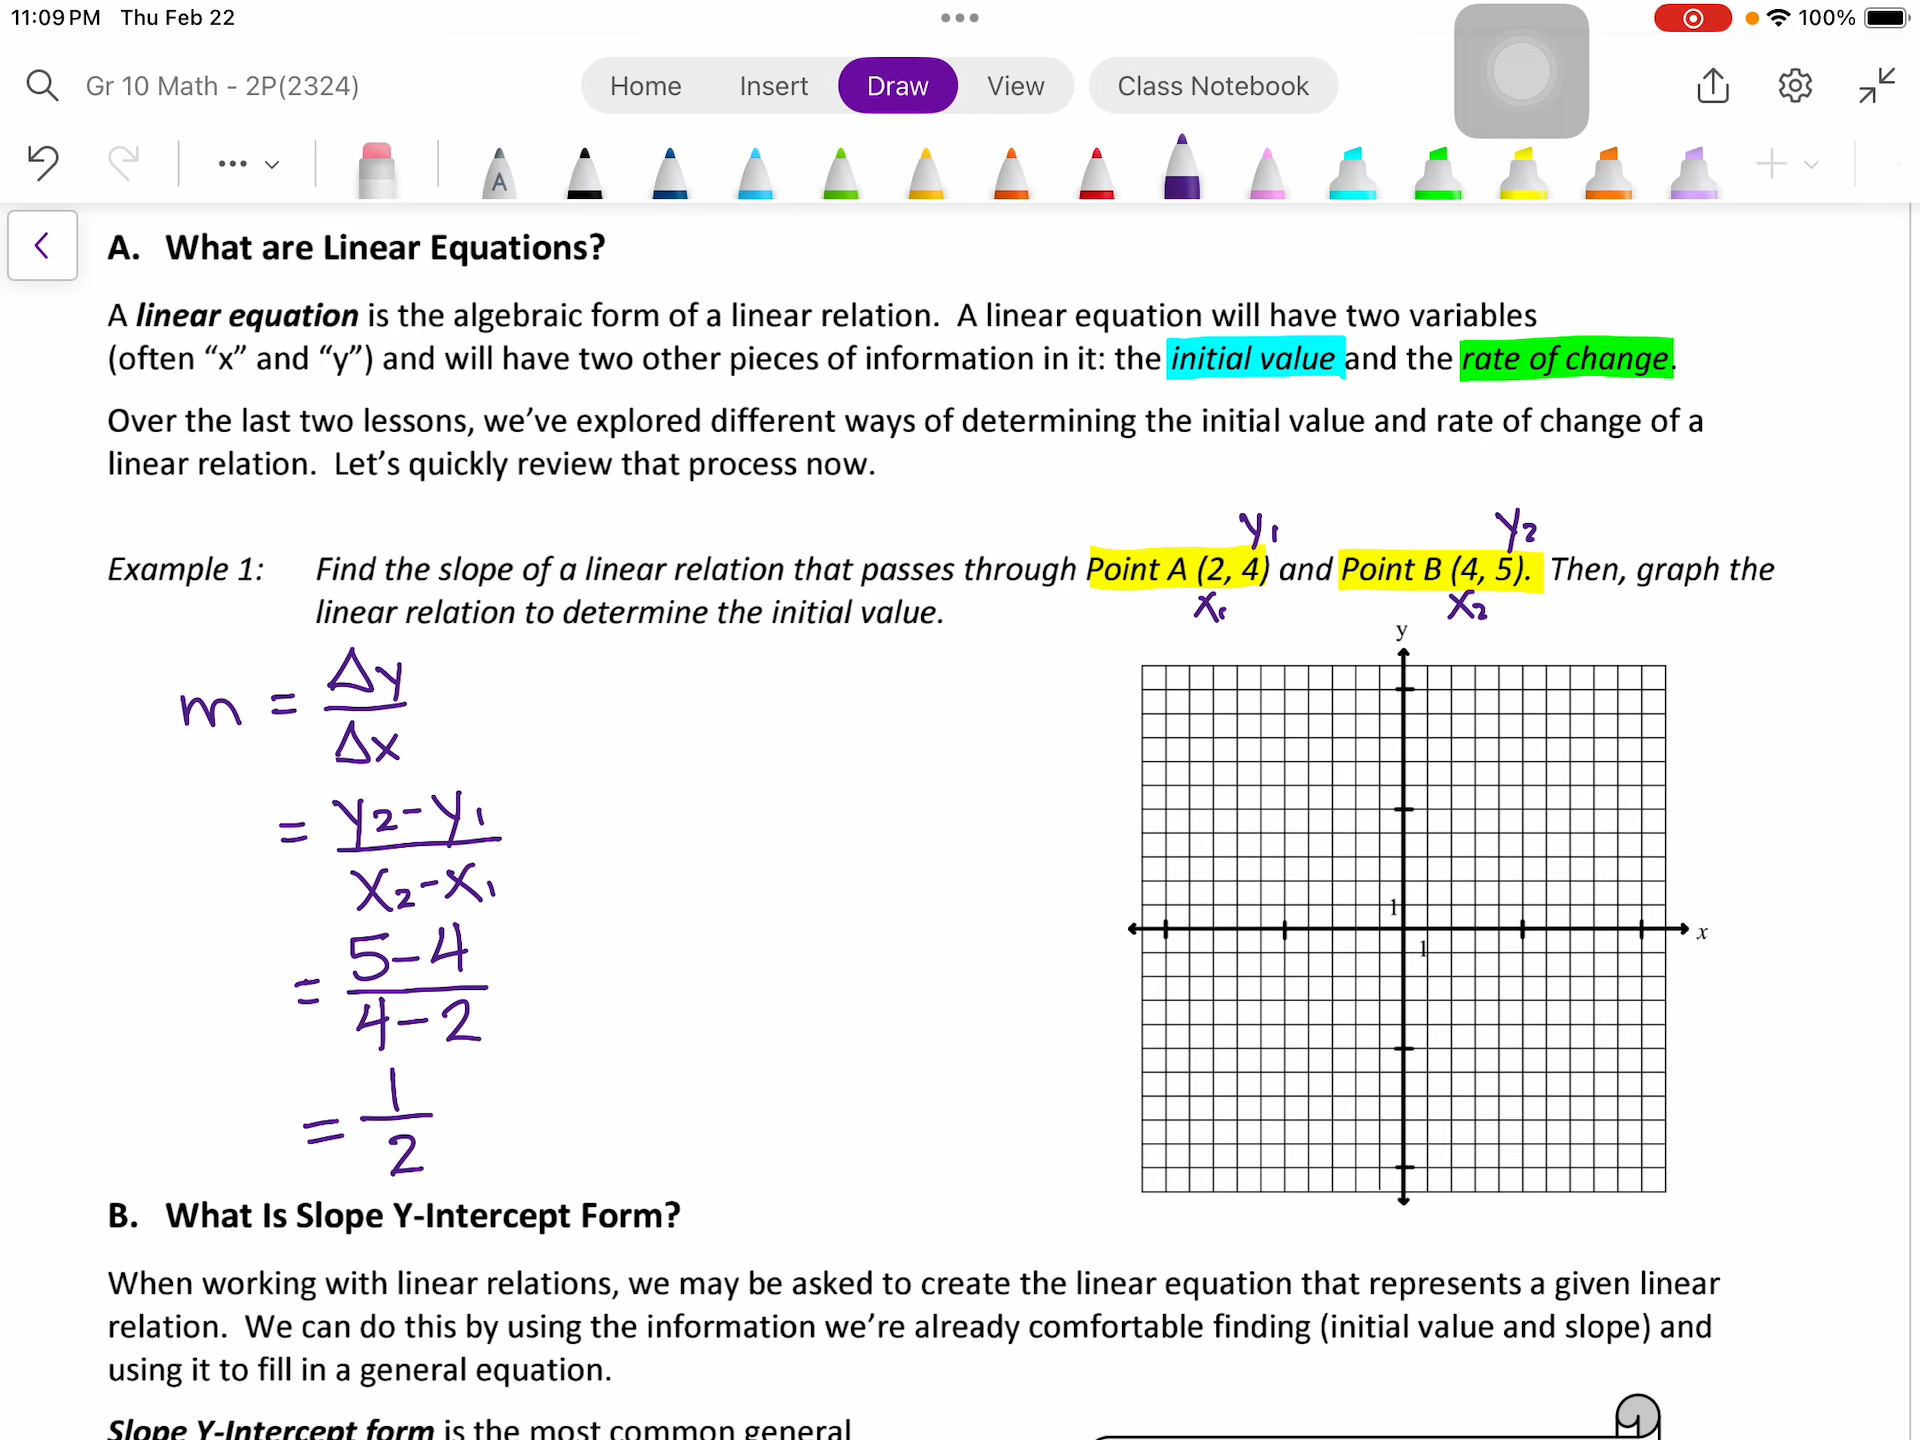 11:09 PM Thu Feb 22
100%
Gr 10 Math - 2P(2324)
Home Insert Draw View Class Notebook
A
A. What are Linear Equations?
A linear equation is the algebraic form of a linear relation. A linear equation will have two variables
(often “x” and “y”) and will have two other pieces of information in it: the initial value and the rate of change.
Over the last two lessons, we’ve explored different ways of determining the initial value and rate of change of a
linear relation. Let’s quickly review that process now.
y₁ y₂
Example 1: Find the slope of a linear relation that passes through Point A (2, 4) and Point B (4, 5). Then, graph the
x₁ x₂
linear relation to determine the initial value.
y
m = Δy
Δx
= y₂-y₁
x₂-x₁
1
x
1
= 5-4
4-2
= 1
2
B. What Is Slope Y-Intercept Form?
When working with linear relations, we may be asked to create the linear equation that represents a given linear
relation. We can do this by using the information we’re already comfortable finding (initial value and slope) and
using it to fill in a general equation.
Slope Y-Intercept form is the most common general